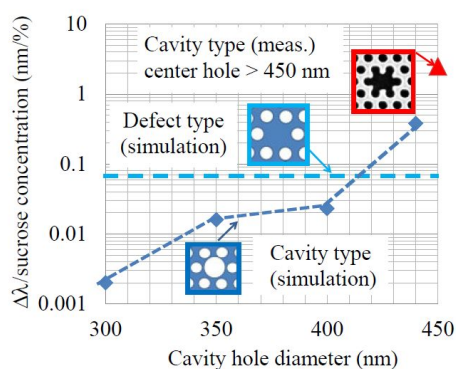 Δλ/sucrose concentration (nm/%)
10
1
0.1
0.01
0.001
Cavity type (meas.)
center hole > 450 nm
Defect type
(simulation)
Cavity type
(simulation)
300
350
400
450
Cavity hole diameter (nm)